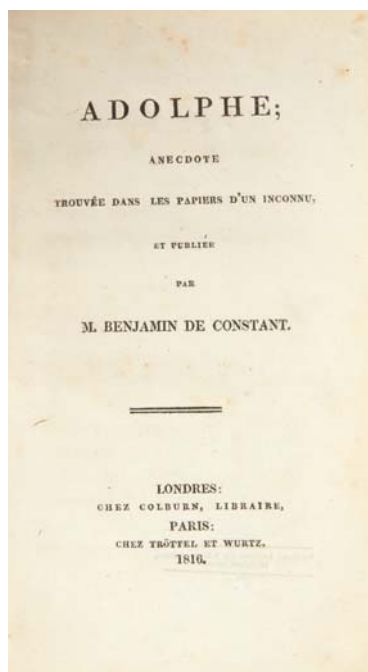 ADOLPHE;
ANECDOTE
TROUVÉE DANS LES PAPIERS D'UN INCONNU,
ET PUBLIÉE
PAR
M. BENJAMIN DE CONSTANT.
LONDRES:
CHEZ COLBURN, LIBRAIRE,
PARIS:
CHEZ TRÖTTEL ET WURTZ.
1816.